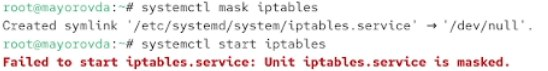 root@mayorovda:~# systemctl mask iptables
Created symlink '/etc/systemd/system/iptables.service' → '/dev/null'.
root@mayorovda:~# systemctl start iptables
Failed to start iptables.service: Unit iptables.service is masked.